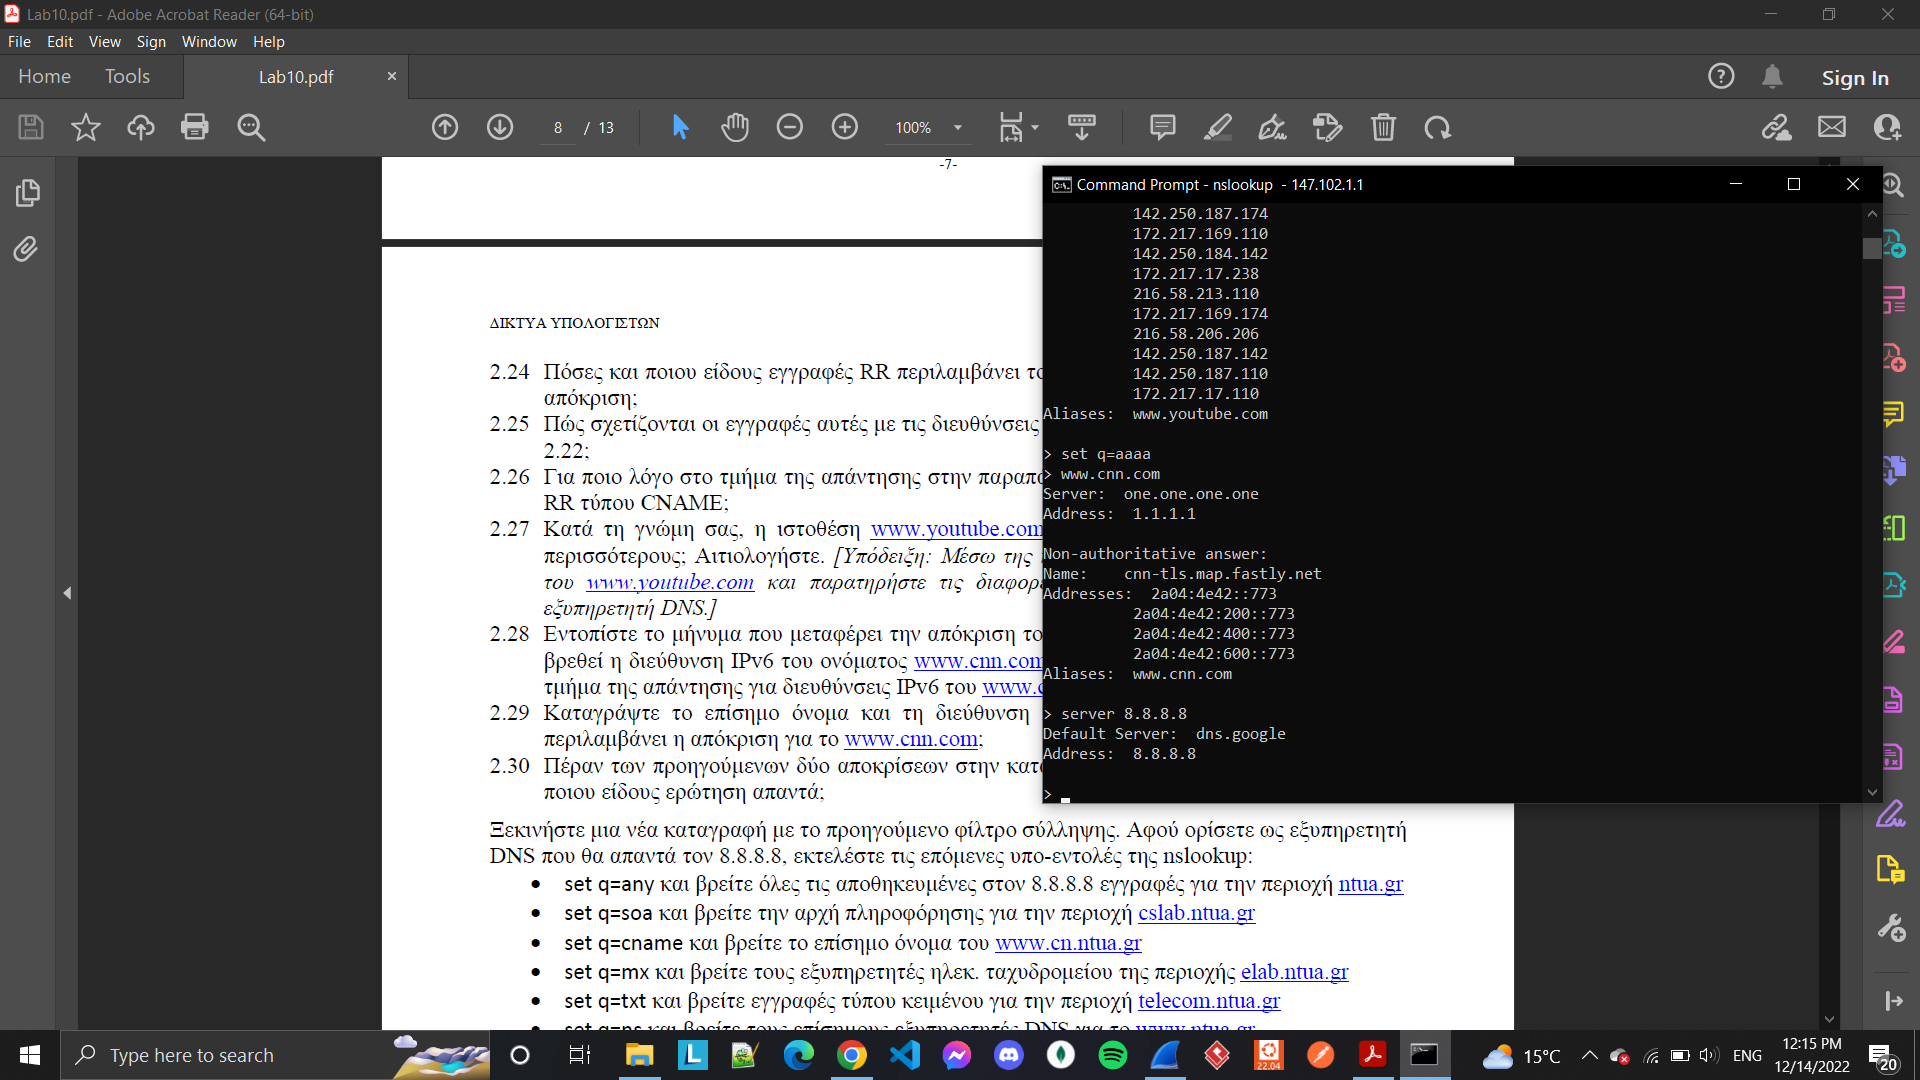 Lab10.pdf - Adobe Acrobat Reader (64-bit)
File Edit View Sign Window Help
Home Tools Lab10.pdf × Sign In
8 / 13 100%
-7-
ΔΙΚΤΥΑ ΥΠΟΛΟΓΙΣΤΩΝ
2.24 Πόσες και ποιου είδους εγγραφές RR περιλαμβάνει το
απόκριση;
2.25 Πώς σχετίζονται οι εγγραφές αυτές με τις διευθύνσεις
2.22;
2.26 Για ποιο λόγο στο τμήμα της απάντησης στην παραπ
RR τύπου CNAME;
2.27 Κατά τη γνώμη σας, η ιστοθέση www.youtube.com
περισσότερους; Αιτιολογήστε. [Υπόδειξη: Μέσω της
του www.youtube.com και παρατηρήστε τις διαφορέ
εξυπηρετητή DNS.]
2.28 Εντοπίστε το μήνυμα που μεταφέρει την απόκριση το
βρεθεί η διεύθυνση IPv6 του ονόματος www.cnn.com
τμήμα της απάντησης για διευθύνσεις IPv6 του www.c
2.29 Καταγράψτε το επίσημο όνομα και τη διεύθυνση
περιλαμβάνει η απόκριση για το www.cnn.com;
2.30 Πέραν των προηγούμενων δύο αποκρίσεων στην κατ
ποιου είδους ερώτηση απαντά;
Ξεκινήστε μια νέα καταγραφή με το προηγούμενο φίλτρο σύλληψης. Αφού ορίσετε ως εξυπηρετητή
DNS που θα απαντά τον 8.8.8.8, εκτελέστε τις επόμενες υπο-εντολές της nslookup:
• set q=any και βρείτε όλες τις αποθηκευμένες στον 8.8.8.8 εγγραφές για την περιοχή ntua.gr
• set q=soa και βρείτε την αρχή πληροφόρησης για την περιοχή cslab.ntua.gr
• set q=cname και βρείτε το επίσημο όνομα του www.cn.ntua.gr
• set q=mx και βρείτε τους εξυπηρετητές ηλεκ. ταχυδρομείου της περιοχής elab.ntua.gr
• set q=txt και βρείτε εγγραφές τύπου κειμένου για την περιοχή telecom.ntua.gr
• set q=ns και βρείτε τους επίσημους εξυπηρετητές DNS για το www.ntua.gr
Command Prompt - nslookup - 147.102.1.1
142.250.187.174
172.217.169.110
142.250.184.142
172.217.17.238
216.58.213.110
172.217.169.174
216.58.206.206
142.250.187.142
142.250.187.110
172.217.17.110
Aliases: www.youtube.com
> set q=aaaa
> www.cnn.com
Server: one.one.one.one
Address: 1.1.1.1
Non-authoritative answer:
Name: cnn-tls.map.fastly.net
Addresses: 2a04:4e42::773
2a04:4e42:200::773
2a04:4e42:400::773
2a04:4e42:600::773
Aliases: www.cnn.com
> server 8.8.8.8
Default Server: dns.google
Address: 8.8.8.8
>
Type here to search
22.04
15°C
ENG
12:15 PM
12/14/2022
20